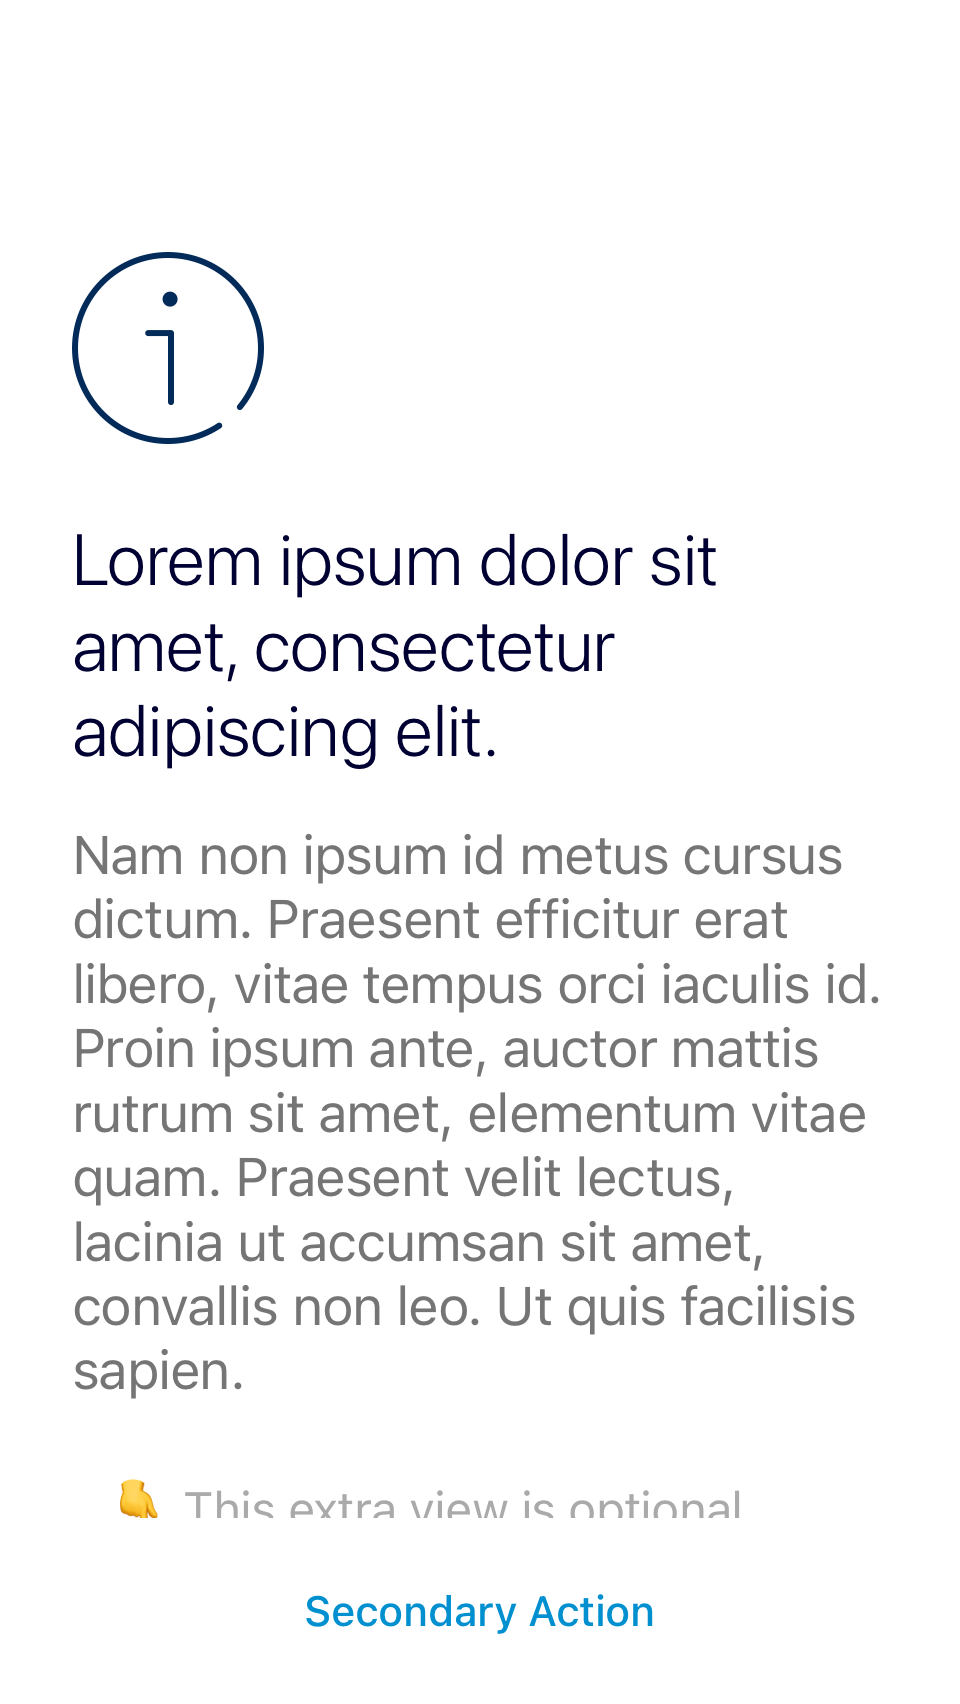 Lorem ipsum dolor sit
amet, consectetur
adipiscing elit.
Nam non ipsum id metus cursus
dictum. Praesent efficitur erat
libero, vitae tempus orci iaculis id.
Proin ipsum ante, auctor mattis
rutrum sit amet, elementum vitae
quam. Praesent velit lectus,
lacinia ut accumsan sit amet,
convallis non leo. Ut quis facilisis
sapien.
👇 This extra view is optional
Secondary Action